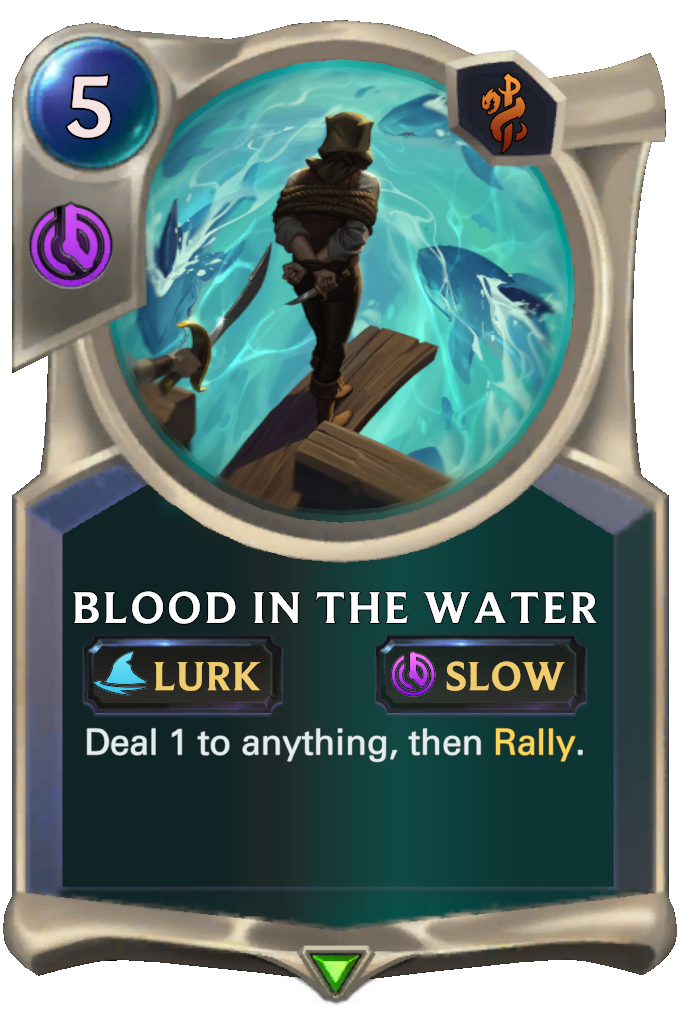 5
BLOOD IN THE WATER
LURK SLOW
Deal 1 to anything, then Rally.